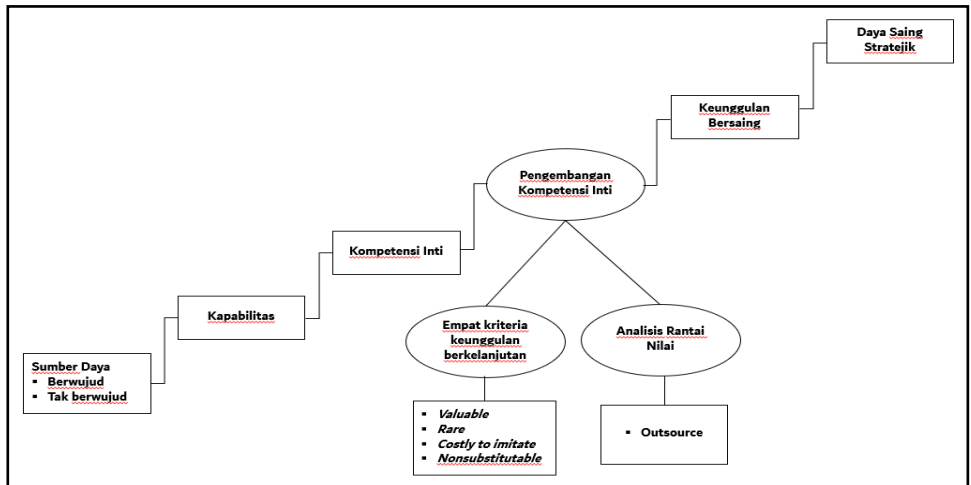 Daya Saing
Stratejik
Keunggulan
Bersaing
Pengembangan
Kompetensi Inti
Kompetensi Inti
Kapabilitas
Sumber Daya
▪ Berwujud
▪ Tak berwujud
Empat kriteria
keunggulan
berkelanjutan
Analisis Rantai
Nilai
▪ Valuable
▪ Rare
▪ Costly to imitate
▪ Nonsubstitutable
▪ Outsource